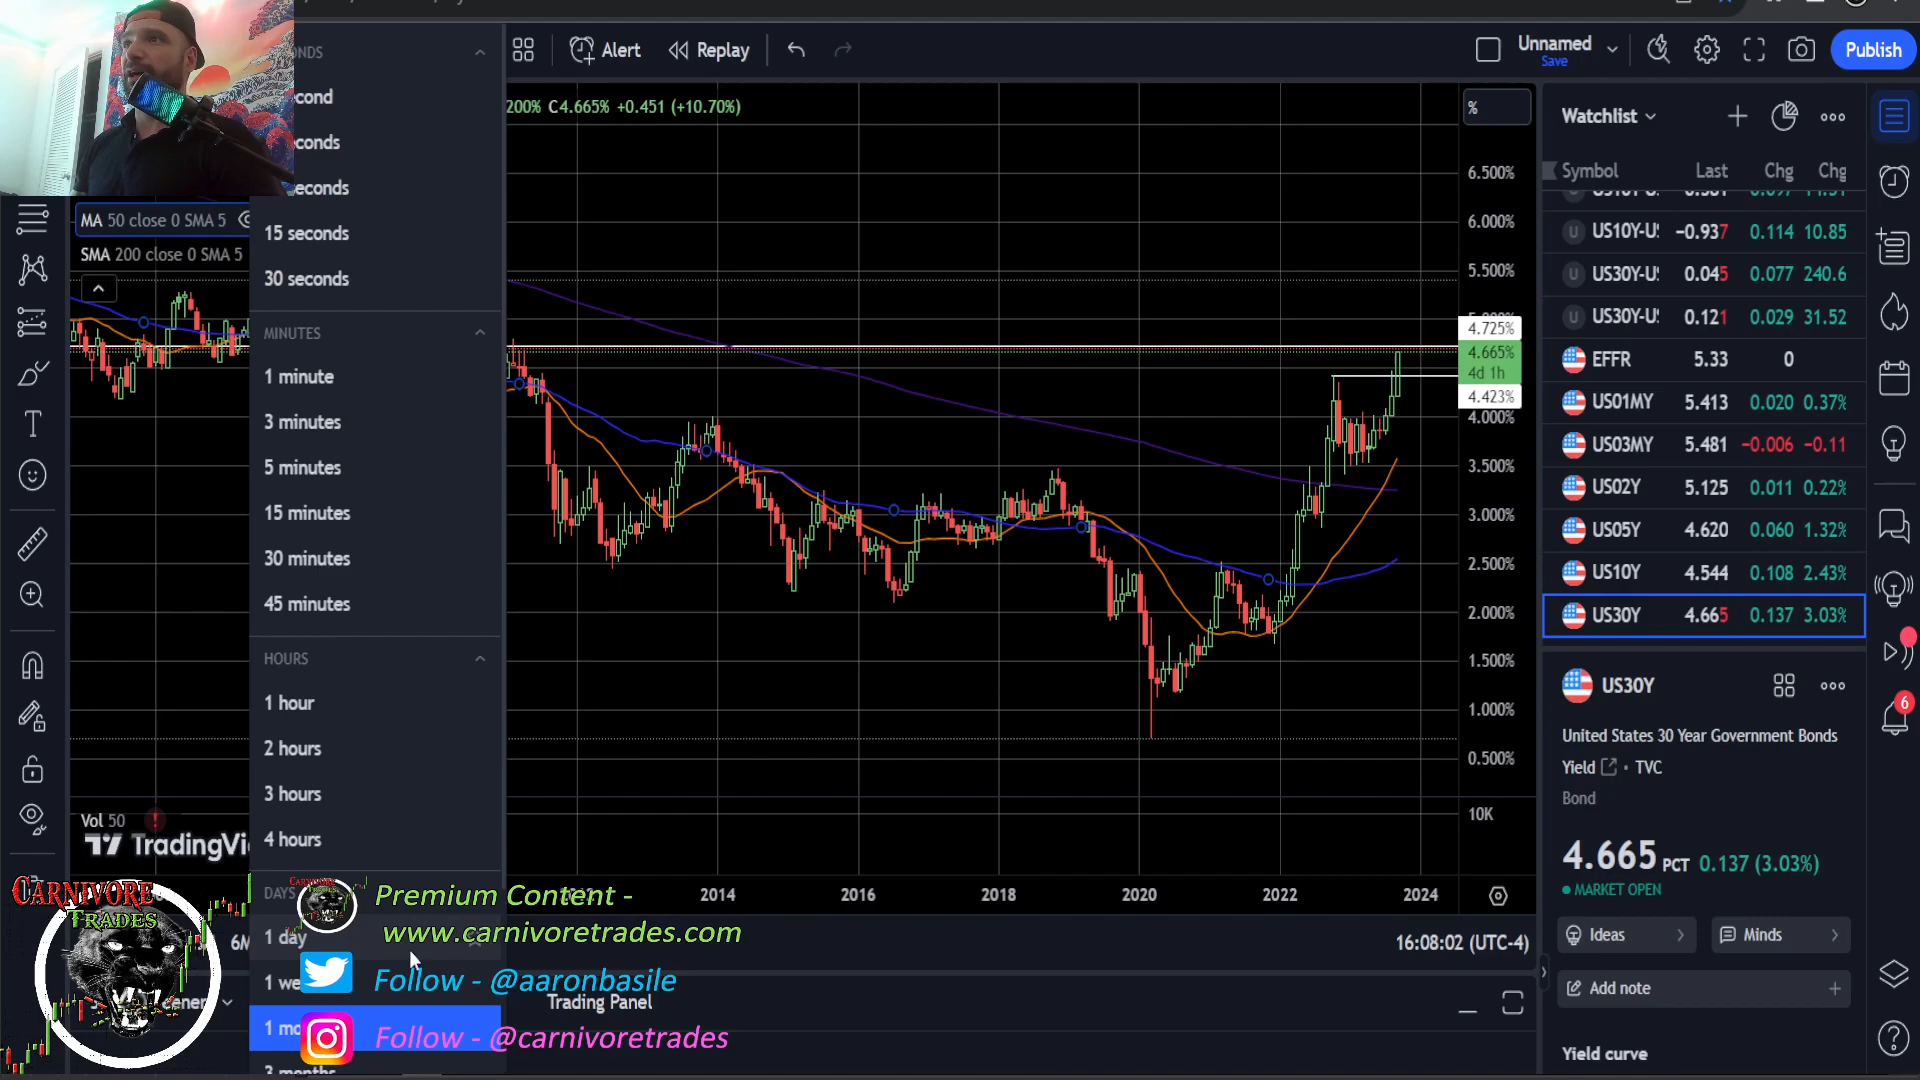 Alert
Replay
Unnamed
Save
Publish
200% C4.665% +0.451 (+10.70%)
%
MA 50 close 0 SMA 5
SMA 200 close 0 SMA 5
15 seconds
30 seconds
MINUTES
1 minute
3 minutes
5 minutes
15 minutes
30 minutes
45 minutes
HOURS
1 hour
2 hours
3 hours
4 hours
DAYS
1 day
6.500%
6.000%
5.500%
4.725%
4.665%
4d 1h
4.423%
4.000%
3.500%
3.000%
2.500%
2.000%
1.500%
1.000%
0.500%
10K
Vol 50
2014
2016
2018
2020
2022
2024
16:08:02 (UTC-4)
Trading Panel
Watchlist
Symbol Last Chg Chg
US10Y-U −0.937 0.114 10.85
US30Y-U 0.045 0.077 240.6
US30Y-U 0.121 0.029 31.52
EFFR 5.33 0
US01MY 5.413 0.020 0.37%
US03MY 5.481 −0.006 −0.11
US02Y 5.125 0.011 0.22%
US05Y 4.620 0.060 1.32%
US10Y 4.544 0.108 2.43%
US30Y 4.665 0.137 3.03%
US30Y
United States 30 Year Government Bonds
Yield • TVC
Bond
4.665 PCT 0.137 (3.03%)
MARKET OPEN
Ideas
Minds
Add note
Yield curve
6
CARNIVORE
TRADES
Premium Content -
www.carnivoretrades.com
Follow - @aaronbasile
Follow - @carnivoretrades